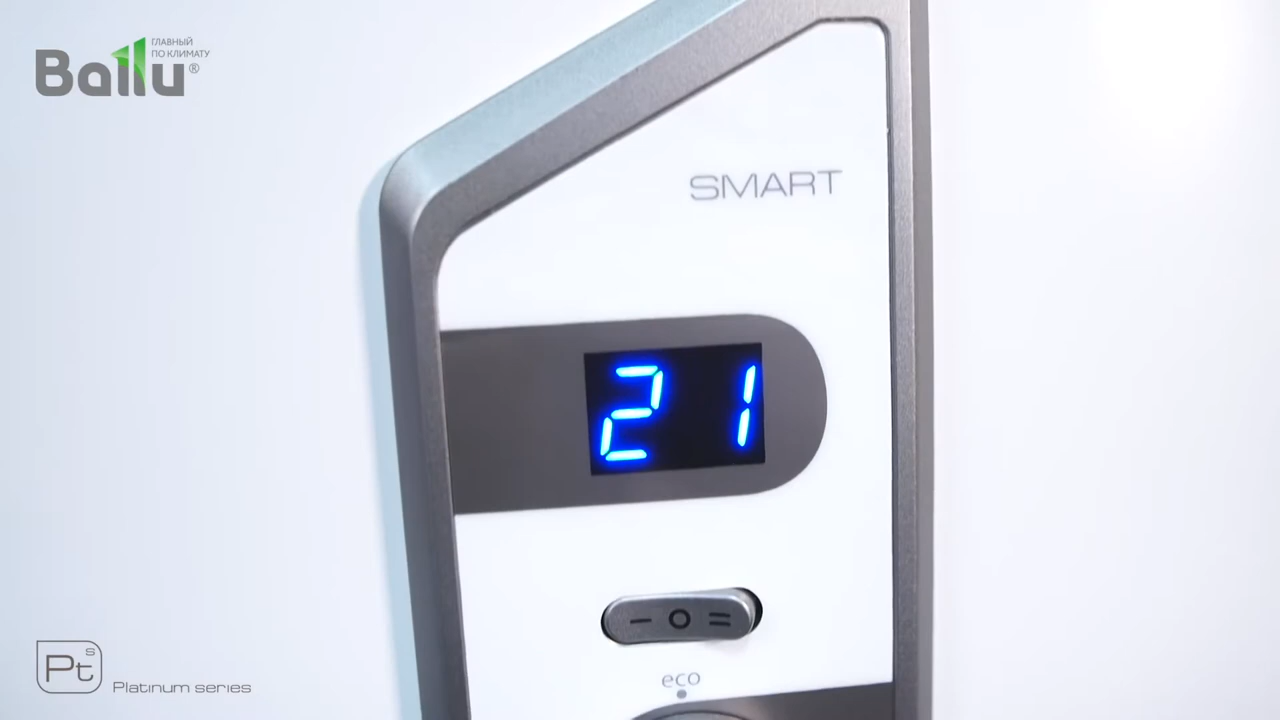 Ballu®
ГЛАВНЫЙ
ПО КЛИМАТУ
SMART
21
– O =
eco
Pt s
Platinum series